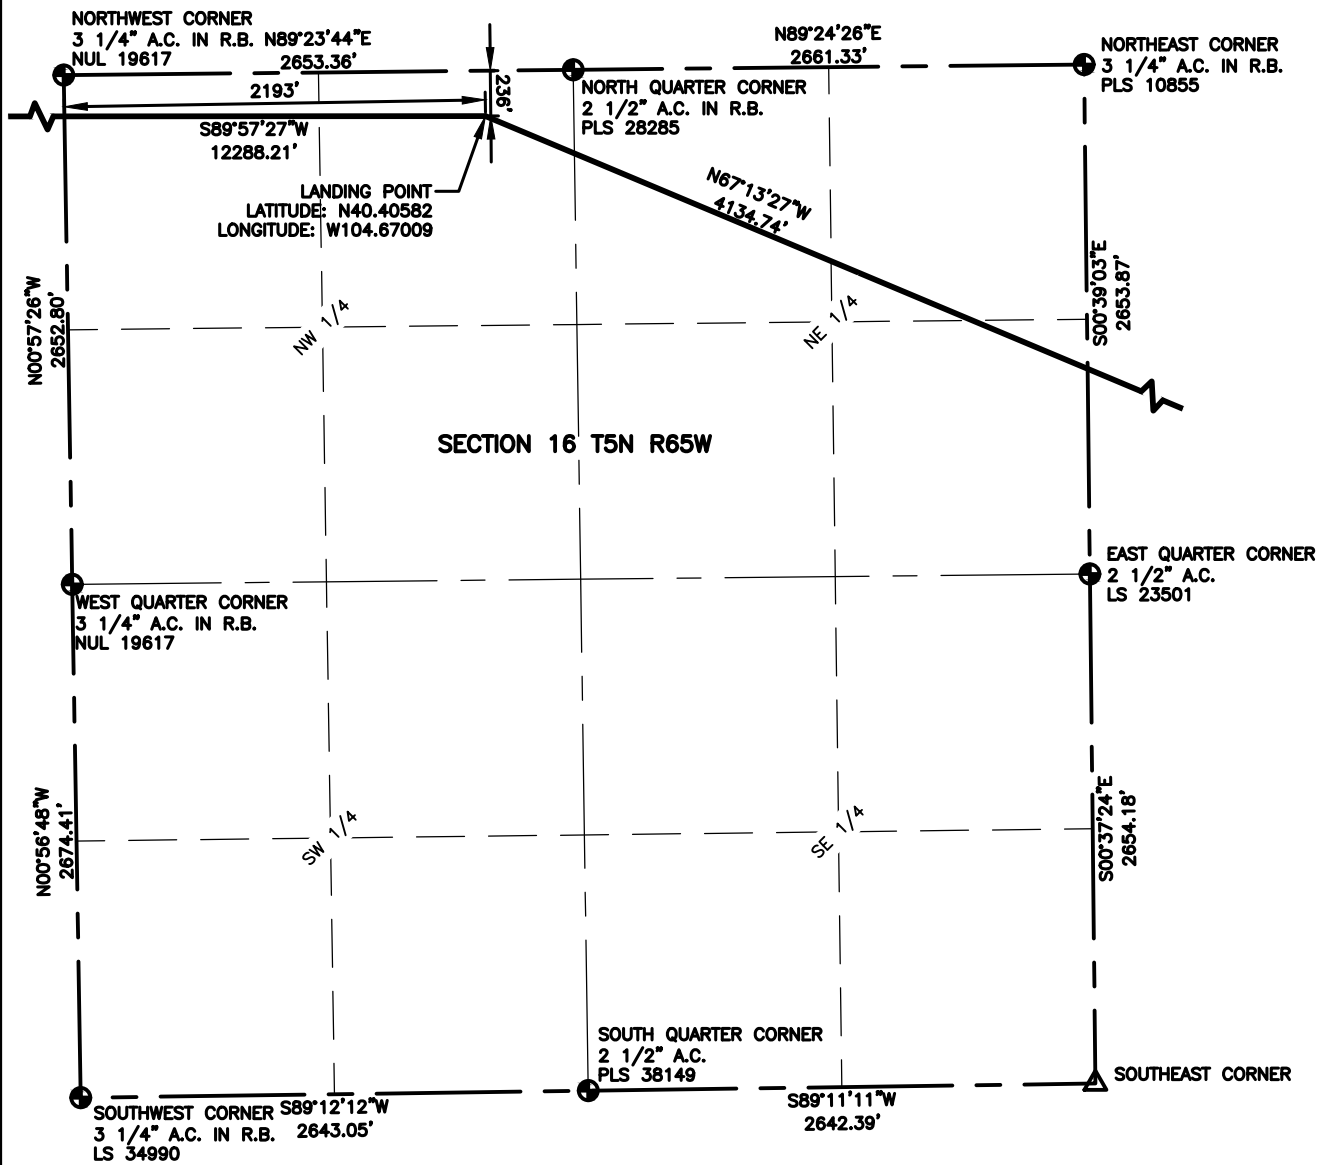 NORTHWEST CORNER
3 1/4" A.C. IN R.B.
NUL 19617
N89°23'44"E
2653.36'
2193'
S89°57'27"W
12288.21'
236'
NORTH QUARTER CORNER
2 1/2" A.C. IN R.B.
PLS 28285
N89°24'26"E
2661.33'
NORTHEAST CORNER
3 1/4" A.C. IN R.B.
PLS 10855
LANDING POINT
LATITUDE: N40.40582
LONGITUDE: W104.67009
N67°13'27"W
4134.74'
N00°57'26"W
2652.80'
NW 1/4
NE 1/4
S00°39'03"E
2653.87'
SECTION 16 T5N R65W
WEST QUARTER CORNER
3 1/4" A.C. IN R.B.
NUL 19617
EAST QUARTER CORNER
2 1/2" A.C.
LS 23501
N00°56'48"W
2674.41'
SW 1/4
SE 1/4
S00°37'24"E
2654.18'
SOUTH QUARTER CORNER
2 1/2" A.C.
PLS 38149
SOUTHEAST CORNER
SOUTHWEST CORNER
3 1/4" A.C. IN R.B.
LS 34990
S89°12'12"W
2643.05'
S89°11'11"W
2642.39'